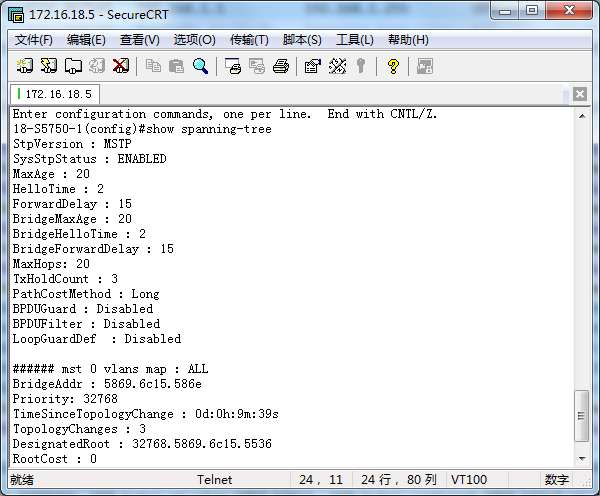 172.16.18.5 - SecureCRT
文件(F) 编辑(E) 查看(V) 选项(O) 传输(T) 脚本(S) 工具(L) 帮助(H)
172.16.18.5
Enter configuration commands, one per line.  End with CNTL/Z.
18-S5750-1(config)#show spanning-tree
StpVersion : MSTP
SysStpStatus : ENABLED
MaxAge : 20
HelloTime : 2
ForwardDelay : 15
BridgeMaxAge : 20
BridgeHelloTime : 2
BridgeForwardDelay : 15
MaxHops: 20
TxHoldCount : 3
PathCostMethod : Long
BPDUGuard : Disabled
BPDUFilter : Disabled
LoopGuardDef  : Disabled
###### mst 0 vlans map : ALL
BridgeAddr : 5869.6c15.586e
Priority: 32768
TimeSinceTopologyChange : 0d:0h:9m:39s
TopologyChanges : 3
DesignatedRoot : 32768.5869.6c15.5536
RootCost : 0
就绪 Telnet 24, 11 24 行, 80 列 VT100 数字